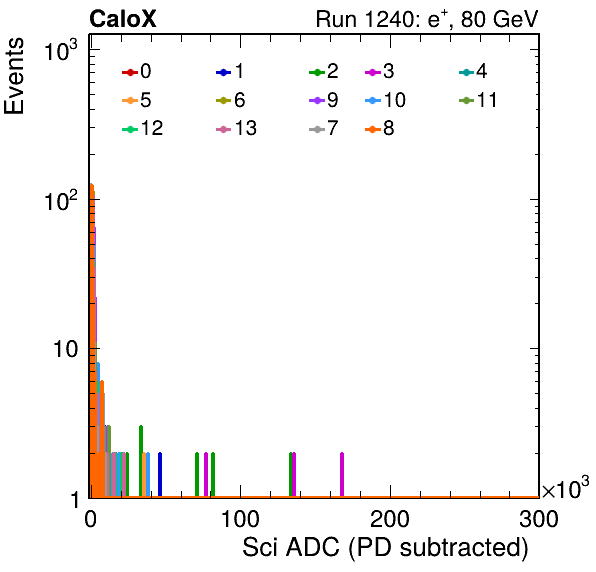 CaloX Run 1240: e⁺, 80 GeV
Events
10³
10²
10
1
0 1 2 3 4
5 6 9 10 11
12 13 7 8
0 100 200 300
×10³
Sci ADC (PD subtracted)